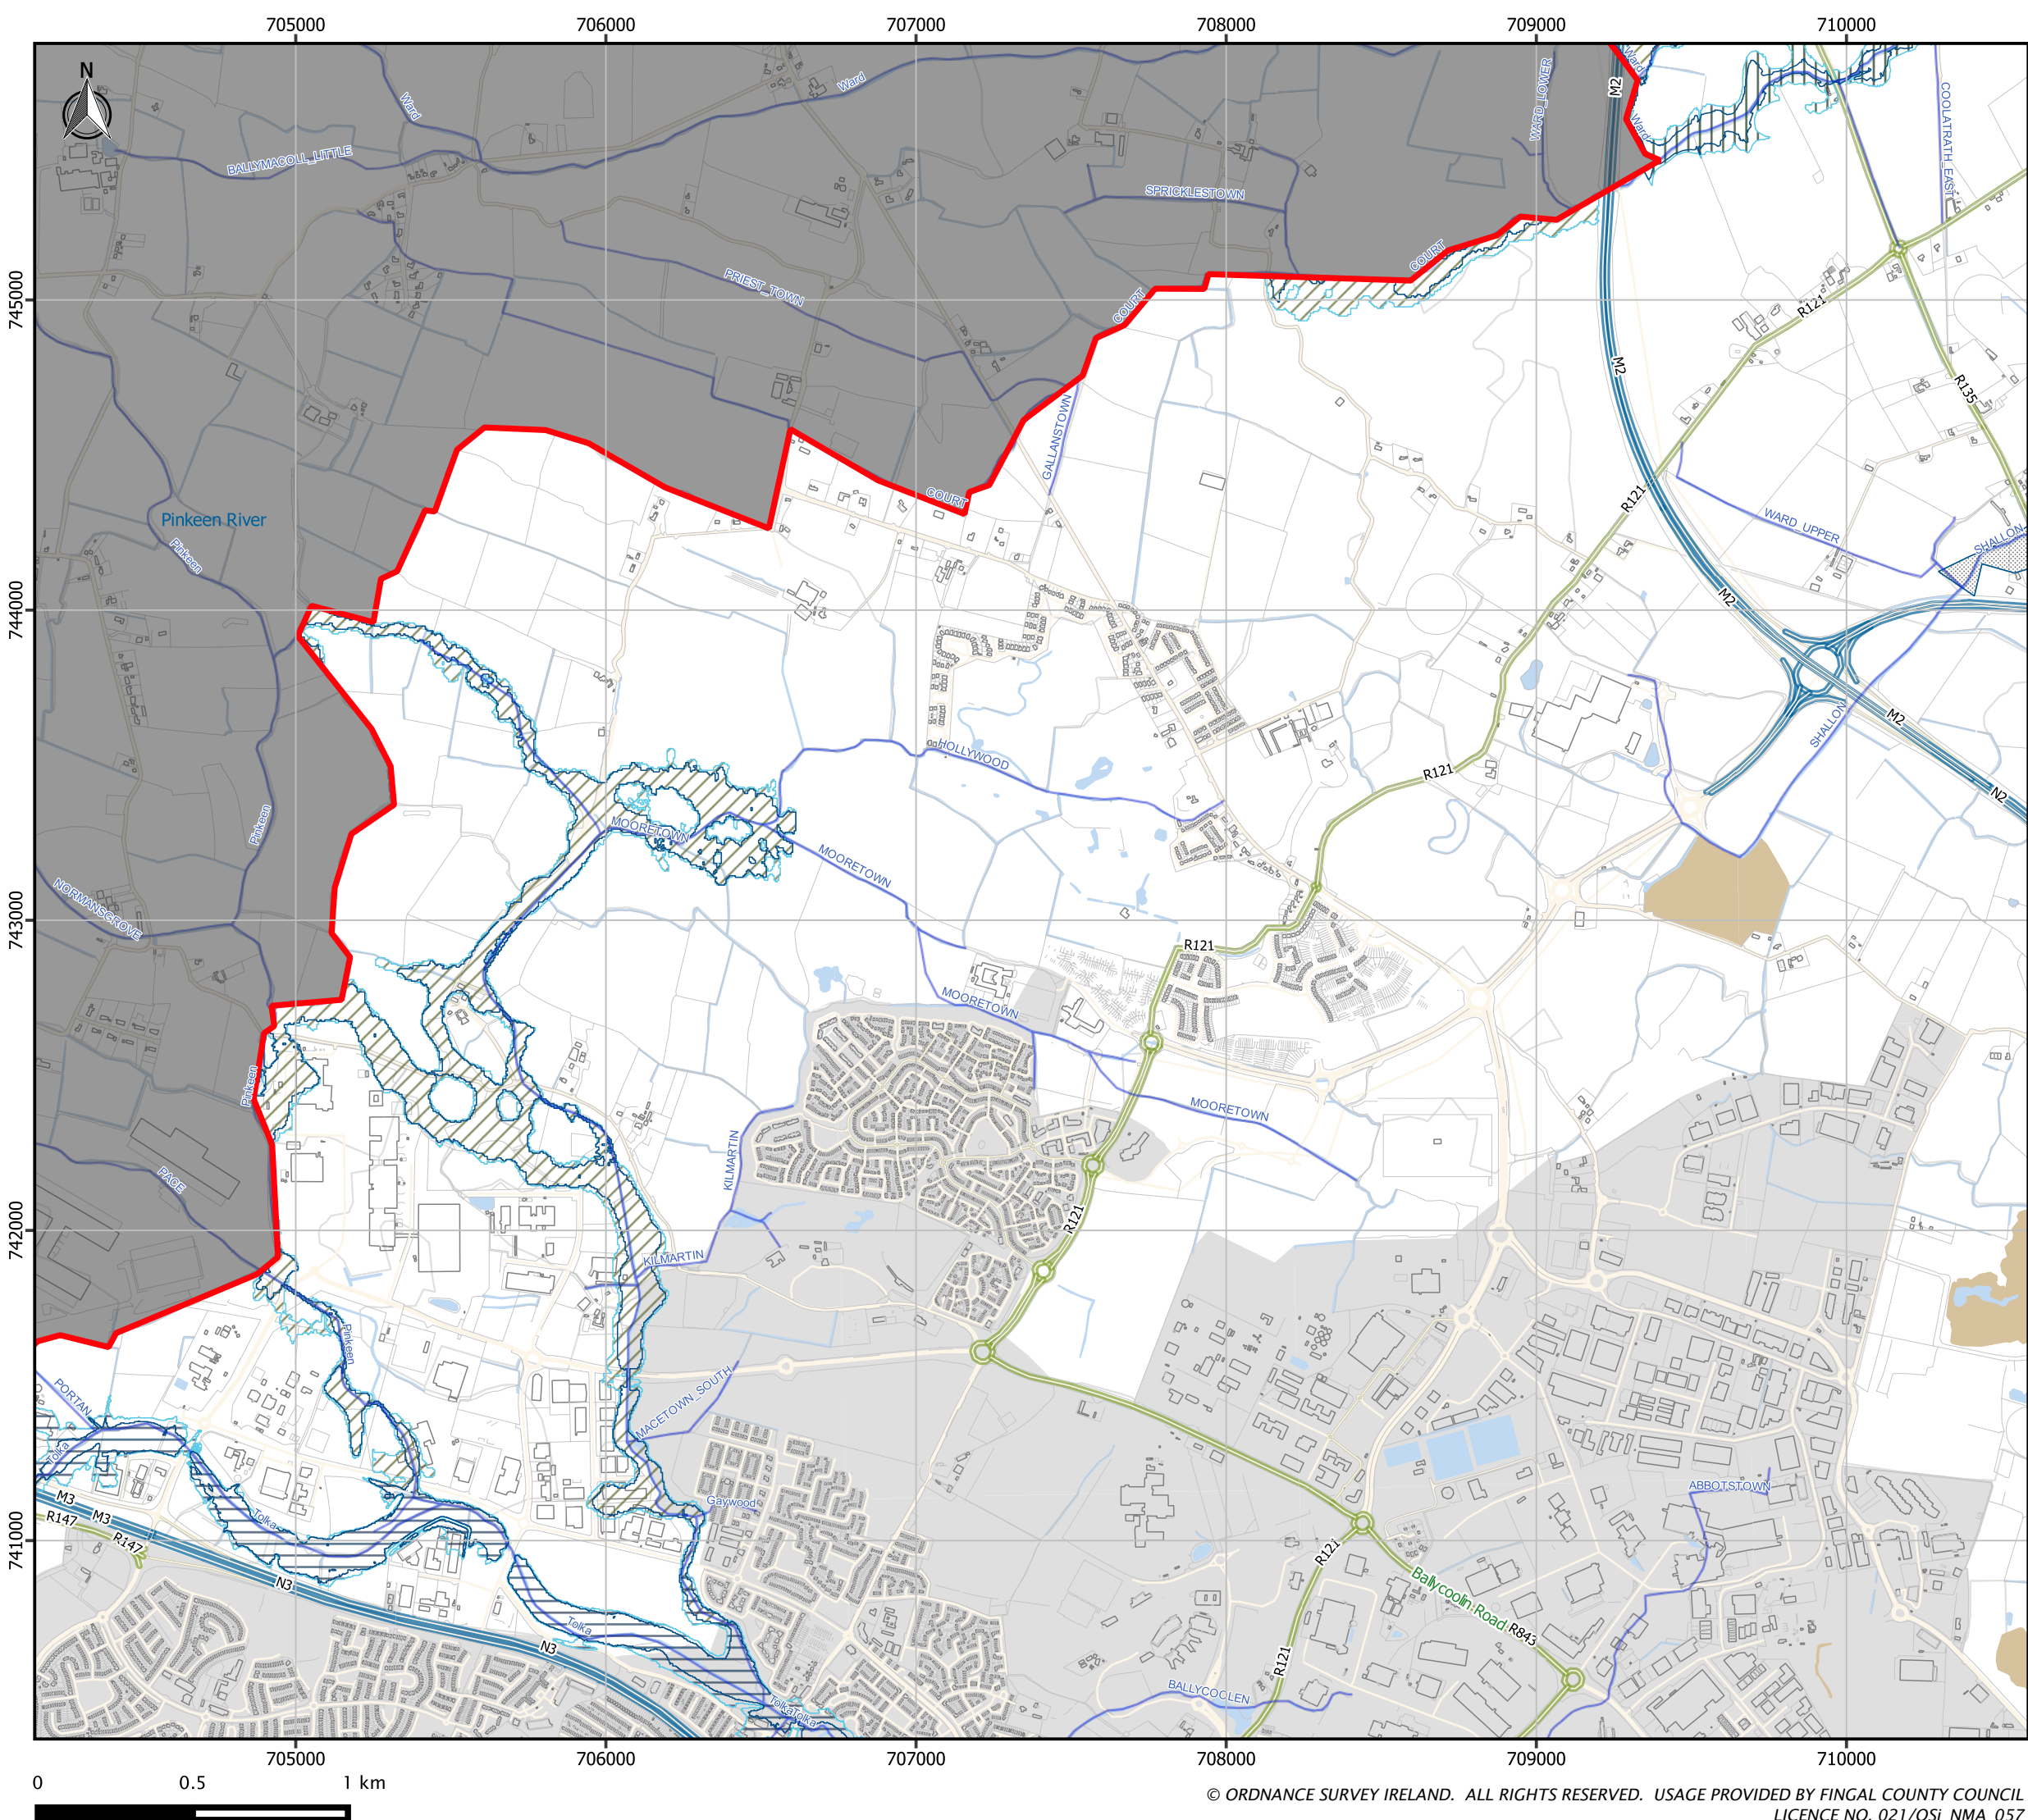 705000 706000 707000 708000 709000 710000
N
Ward
Ward
M2
Ward
Ward
WARD_LOWER
COOLATRATH_EAST
BALLYMACOLL_LITTLE
SPRICKLESTOWN
COURT
PRIEST_TOWN
COURT
R121
745000
M2
R135
GALLANSTOWN
COURT
R121
WARD_UPPER
SHALLON
Pinkeen River
Pinkeen
M2
744000
HOLLYWOOD
SHALLON
M2
R121
N2
Pinkeen
MOORETOWN
MOORETOWN
NORMANSGROVE
743000
R121
MOORETOWN
Pinkeen
MOORETOWN
KILMARTIN
PACE
R121
742000
KILMARTIN
Pinkeen
PORTAN
MACETOWN_SOUTH
Tolka
ABBOTSTOWN
M3
M3
Gaywood
Tolka
R147
R147
741000
R121
N3
Ballycoolin Road
R843
Tolka
N3
R121
BALLYCOOLEN
Tolka
Tolka
705000 706000 707000 708000 709000 710000
0 0.5 1 km
© ORDNANCE SURVEY IRELAND. ALL RIGHTS RESERVED. USAGE PROVIDED BY FINGAL COUNTY COUNCIL
LICENCE NO. 021/OSi_NMA_057